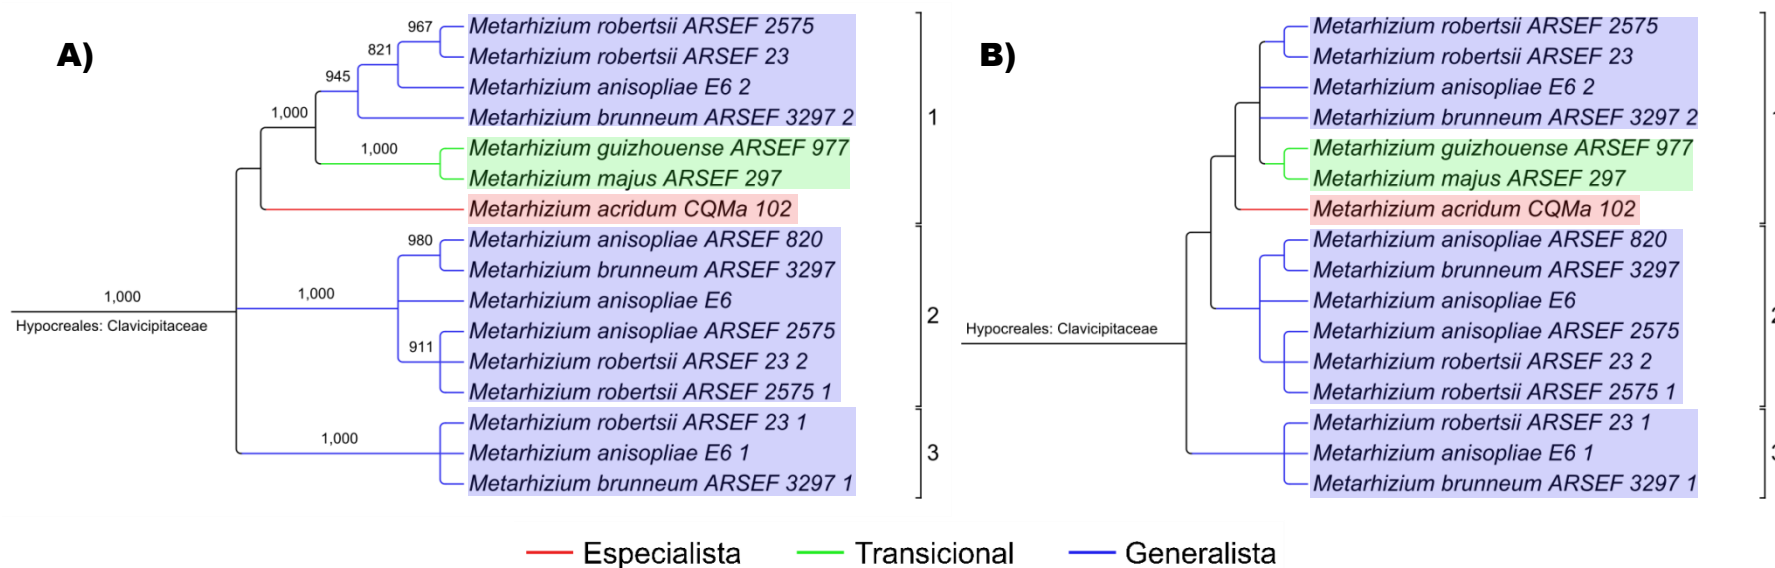 A)
967
821
945
1,000
1,000
Metarhizium robertsii ARSEF 2575
Metarhizium robertsii ARSEF 23
Metarhizium anisopliae E6 2
Metarhizium brunneum ARSEF 3297 2
Metarhizium guizhouense ARSEF 977
Metarhizium majus ARSEF 297
Metarhizium acridum CQMa 102
1
980
1,000
911
1,000
Hypocreales: Clavicipitaceae
Metarhizium anisopliae ARSEF 820
Metarhizium brunneum ARSEF 3297
Metarhizium anisopliae E6
Metarhizium anisopliae ARSEF 2575
Metarhizium robertsii ARSEF 23 2
Metarhizium robertsii ARSEF 2575 1
2
1,000
Metarhizium robertsii ARSEF 23 1
Metarhizium anisopliae E6 1
Metarhizium brunneum ARSEF 3297 1
3
B)
Metarhizium robertsii ARSEF 2575
Metarhizium robertsii ARSEF 23
Metarhizium anisopliae E6 2
Metarhizium brunneum ARSEF 3297 2
Metarhizium guizhouense ARSEF 977
Metarhizium majus ARSEF 297
Metarhizium acridum CQMa 102
1
Hypocreales: Clavicipitaceae
Metarhizium anisopliae ARSEF 820
Metarhizium brunneum ARSEF 3297
Metarhizium anisopliae E6
Metarhizium anisopliae ARSEF 2575
Metarhizium robertsii ARSEF 23 2
Metarhizium robertsii ARSEF 2575 1
2
Metarhizium robertsii ARSEF 23 1
Metarhizium anisopliae E6 1
Metarhizium brunneum ARSEF 3297 1
3
Especialista
Transicional
Generalista